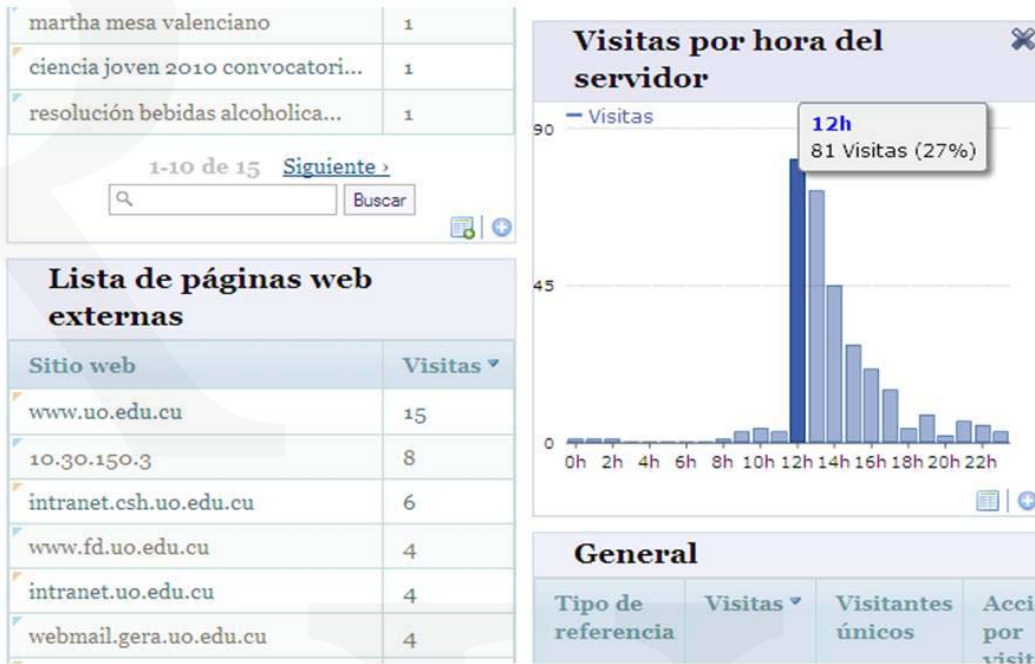 martha mesa valenciano 1
ciencia joven 2010 convocatori... 1
resolución bebidas alcoholica... 1
1-10 de 15 Siguiente ›
Buscar
Lista de páginas web
externas
Sitio web Visitas
www.uo.edu.cu 15
10.30.150.3 8
intranet.csh.uo.edu.cu 6
www.fd.uo.edu.cu 4
intranet.uo.edu.cu 4
webmail.gera.uo.edu.cu 4
Visitas por hora del
servidor
Visitas
12h
81 Visitas (27%)
90
45
0
0h 2h 4h 6h 8h 10h 12h 14h 16h 18h 20h 22h
General
Tipo de
referencia
Visitas
Visitantes
únicos
Acci
por
visit